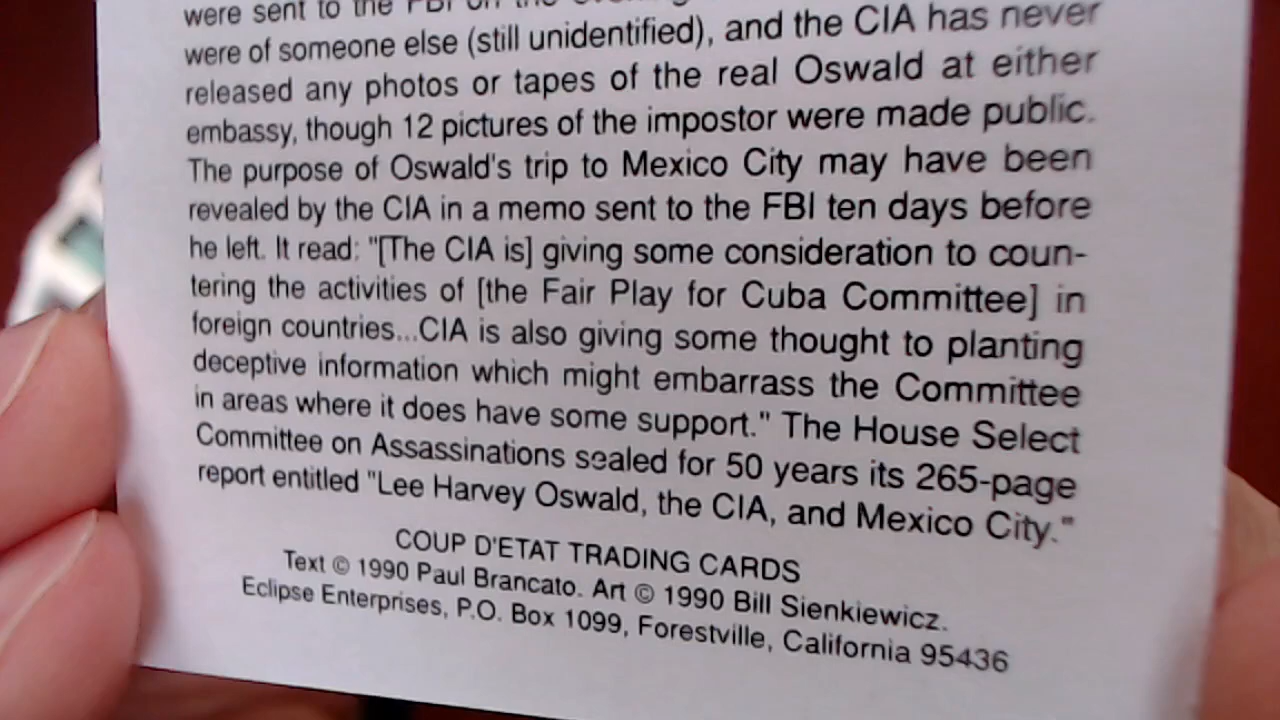 were sent to the FBI on the
were of someone else (still unidentified), and the CIA has never
released any photos or tapes of the real Oswald at either
embassy, though 12 pictures of the impostor were made public.
The purpose of Oswald's trip to Mexico City may have been
revealed by the CIA in a memo sent to the FBI ten days before
he left. It read: "[The CIA is] giving some consideration to coun-
tering the activities of [the Fair Play for Cuba Committee] in
foreign countries...CIA is also giving some thought to planting
deceptive information which might embarrass the Committee
in areas where it does have some support." The House Select
Committee on Assassinations sealed for 50 years its 265-page
report entitled "Lee Harvey Oswald, the CIA, and Mexico City."
COUP D'ETAT TRADING CARDS
Text © 1990 Paul Brancato. Art © 1990 Bill Sienkiewicz.
Eclipse Enterprises, P.O. Box 1099, Forestville, California 95436